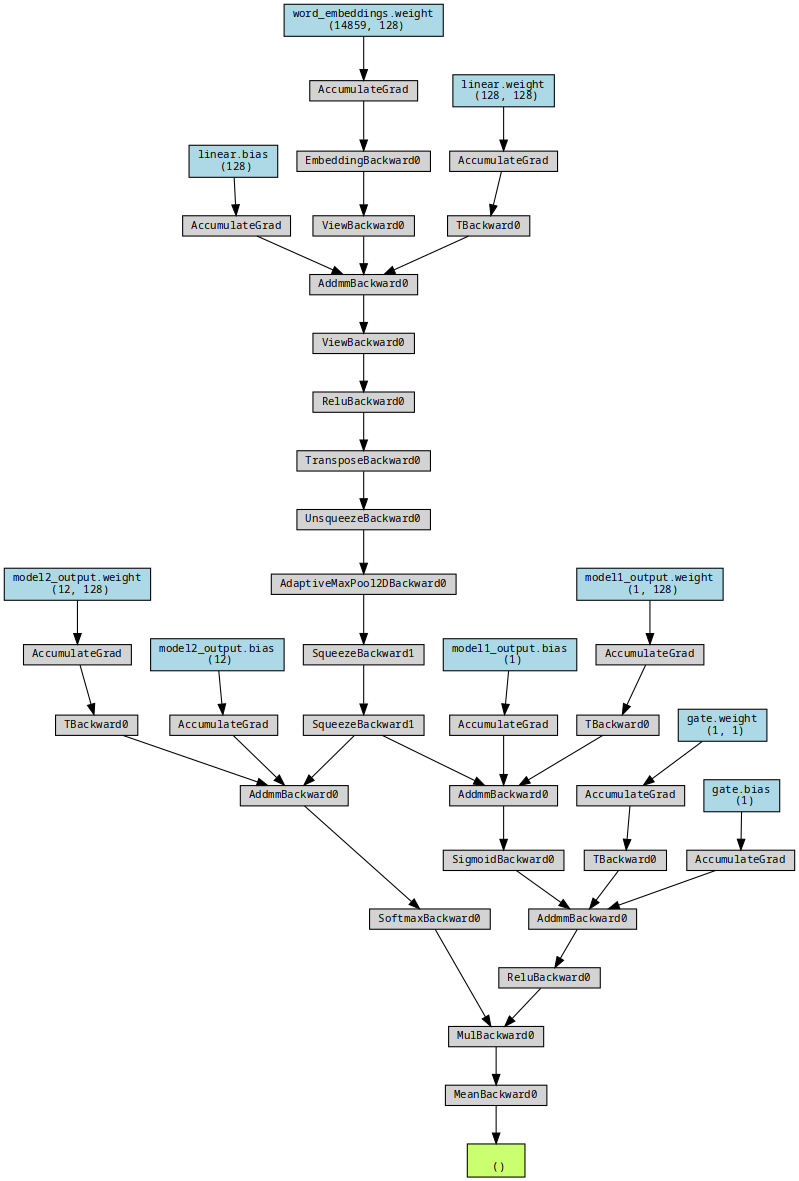 word_embeddings.weight
(14859, 128)
AccumulateGrad
linear.weight
(128, 128)
linear.bias
(128)
EmbeddingBackward0
AccumulateGrad
AccumulateGrad
ViewBackward0
TBackward0
AddmmBackward0
ViewBackward0
ReluBackward0
TransposeBackward0
UnsqueezeBackward0
model2_output.weight
(12, 128)
AdaptiveMaxPool2DBackward0
model1_output.weight
(1, 128)
AccumulateGrad
model2_output.bias
(12)
SqueezeBackward1
model1_output.bias
(1)
AccumulateGrad
TBackward0
AccumulateGrad
SqueezeBackward1
AccumulateGrad
TBackward0
gate.weight
(1, 1)
AddmmBackward0
AddmmBackward0
AccumulateGrad
gate.bias
(1)
SigmoidBackward0
TBackward0
AccumulateGrad
SoftmaxBackward0
AddmmBackward0
ReluBackward0
MulBackward0
MeanBackward0
()